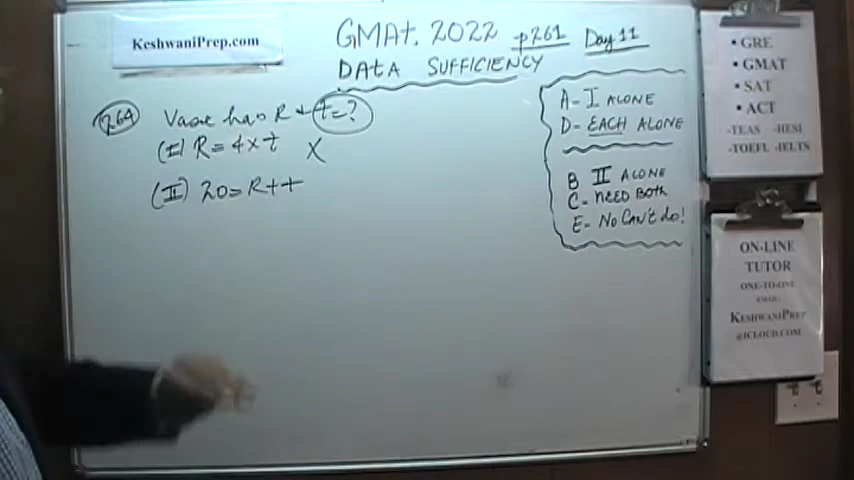 KeshwaniPrep.com
GMAt. 2022 p261 Day 11
DATA SUFFICIENCY
264 Vase has R + t=?
(I) R = 4 x t X
(II) 20 = R + t
A- I ALONE
D= EACH ALONE
B II ALONE
C- NEED BOTH
E= No CAN't do!
• GRE
• GMAT
• SAT
• ACT
-TEAS -HESI
-TOEFL -IELTS
ON-LINE
TUTOR
ONE-TO-ONE
EMAIL:
KESHWANIPREP
@ICLOUD.COM